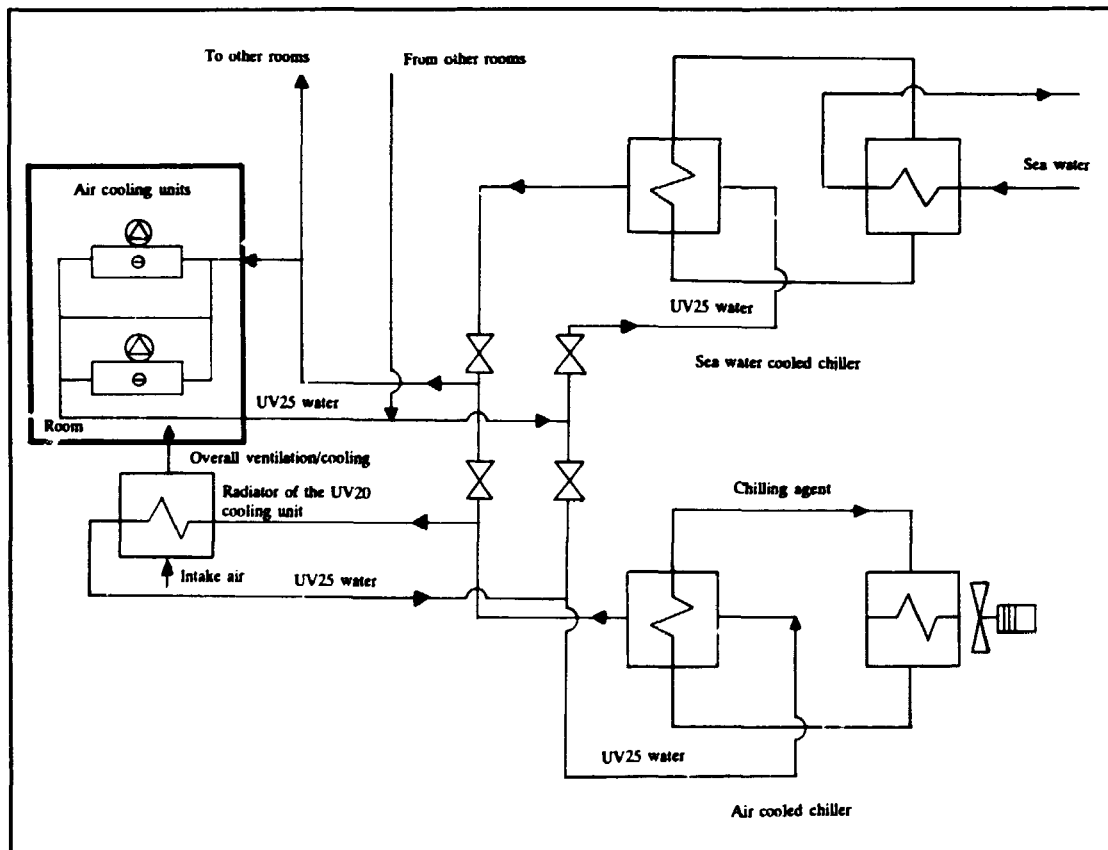 To other rooms
From other rooms
Air cooling units
Sea water
UV25 water
Sea water cooled chiller
UV25 water
Room
Overall ventilation/cooling
Radiator of the UV20
cooling unit
Chilling agent
Intake air
UV25 water
UV25 water
Air cooled chiller